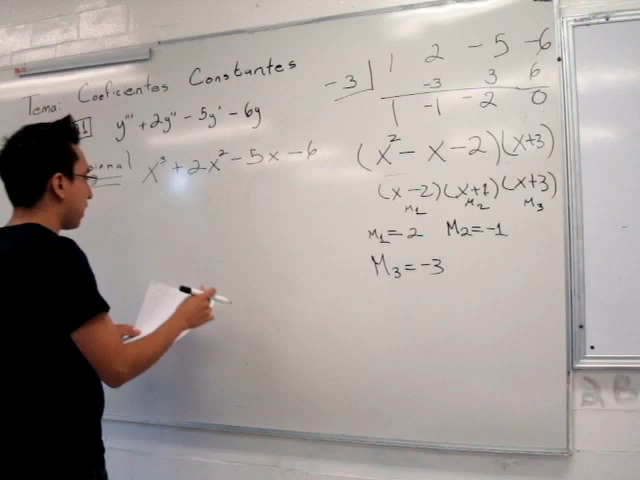 Tema: Coeficientes Constantes
y''' + 2y'' - 5y' - 6y
x³ + 2x² - 5x - 6
-3 | 1 2 -5 -6
-3 3 6
1 -1 -2 0
(x² - x - 2)(x+3)
(x-2)(x+1)(x+3)
M₁ M₂ M₃
M₁=2 M₂=-1
M₃=-3